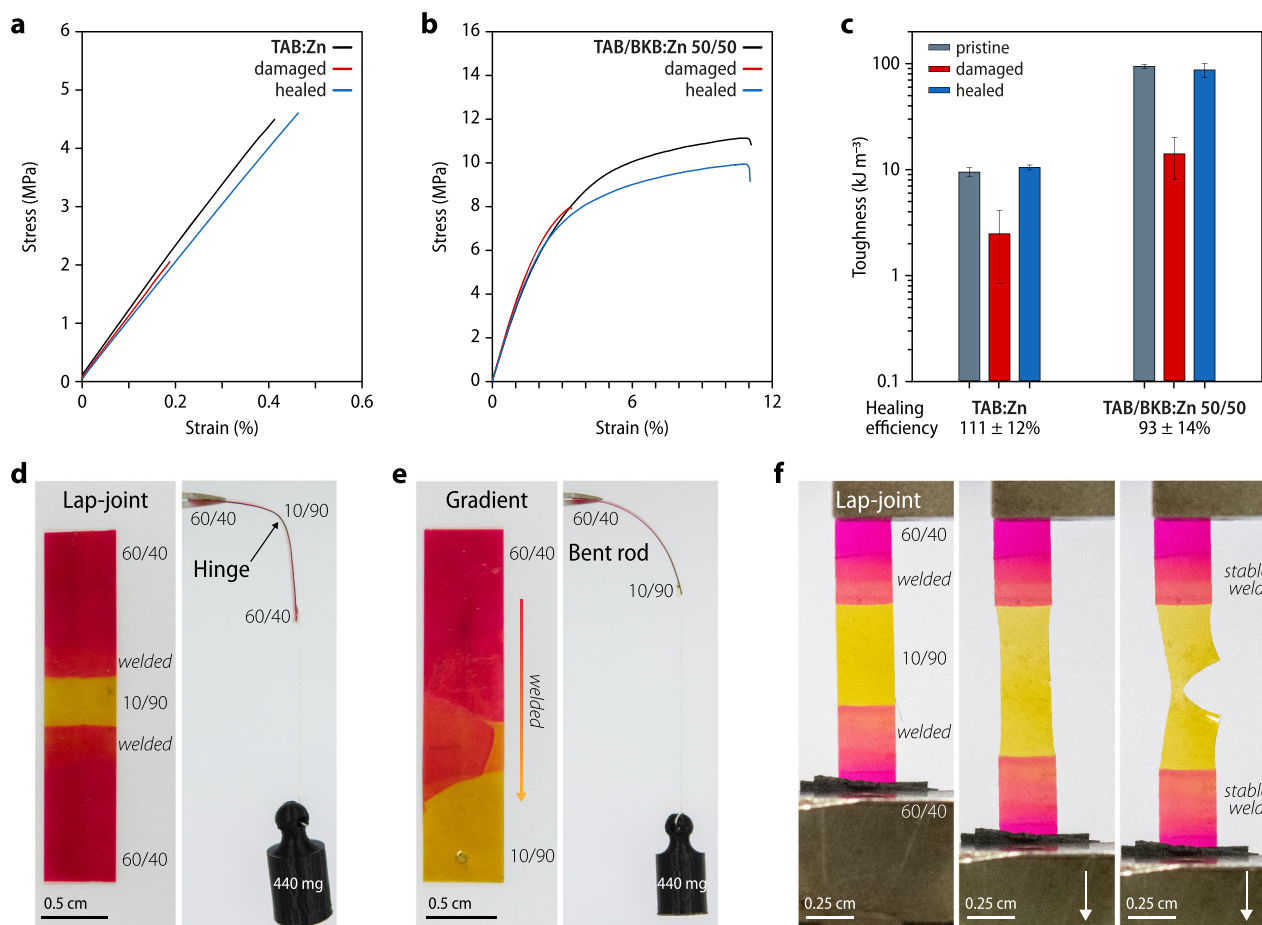 a
6
5
4
3
2
1
0
Stress (MPa)
TAB:Zn
damaged
healed
0
0.2
0.4
0.6
Strain (%)
b
16
14
12
10
8
6
4
2
0
Stress (MPa)
TAB/BKB:Zn 50/50
damaged
healed
0
6
12
Strain (%)
c
100
10
1
0.1
Toughness (kJ m⁻³)
pristine
damaged
healed
Healing
efficiency
TAB:Zn
111 ± 12%
TAB/BKB:Zn 50/50
93 ± 14%
d
Lap-joint
60/40
welded
10/90
welded
60/40
0.5 cm
60/40
10/90
Hinge
60/40
440 mg
e
Gradient
60/40
welded
10/90
0.5 cm
60/40
Bent rod
10/90
440 mg
f
Lap-joint
60/40
welded
10/90
welded
60/40
0.25 cm
0.25 cm
stable
weld
stable
weld
0.25 cm